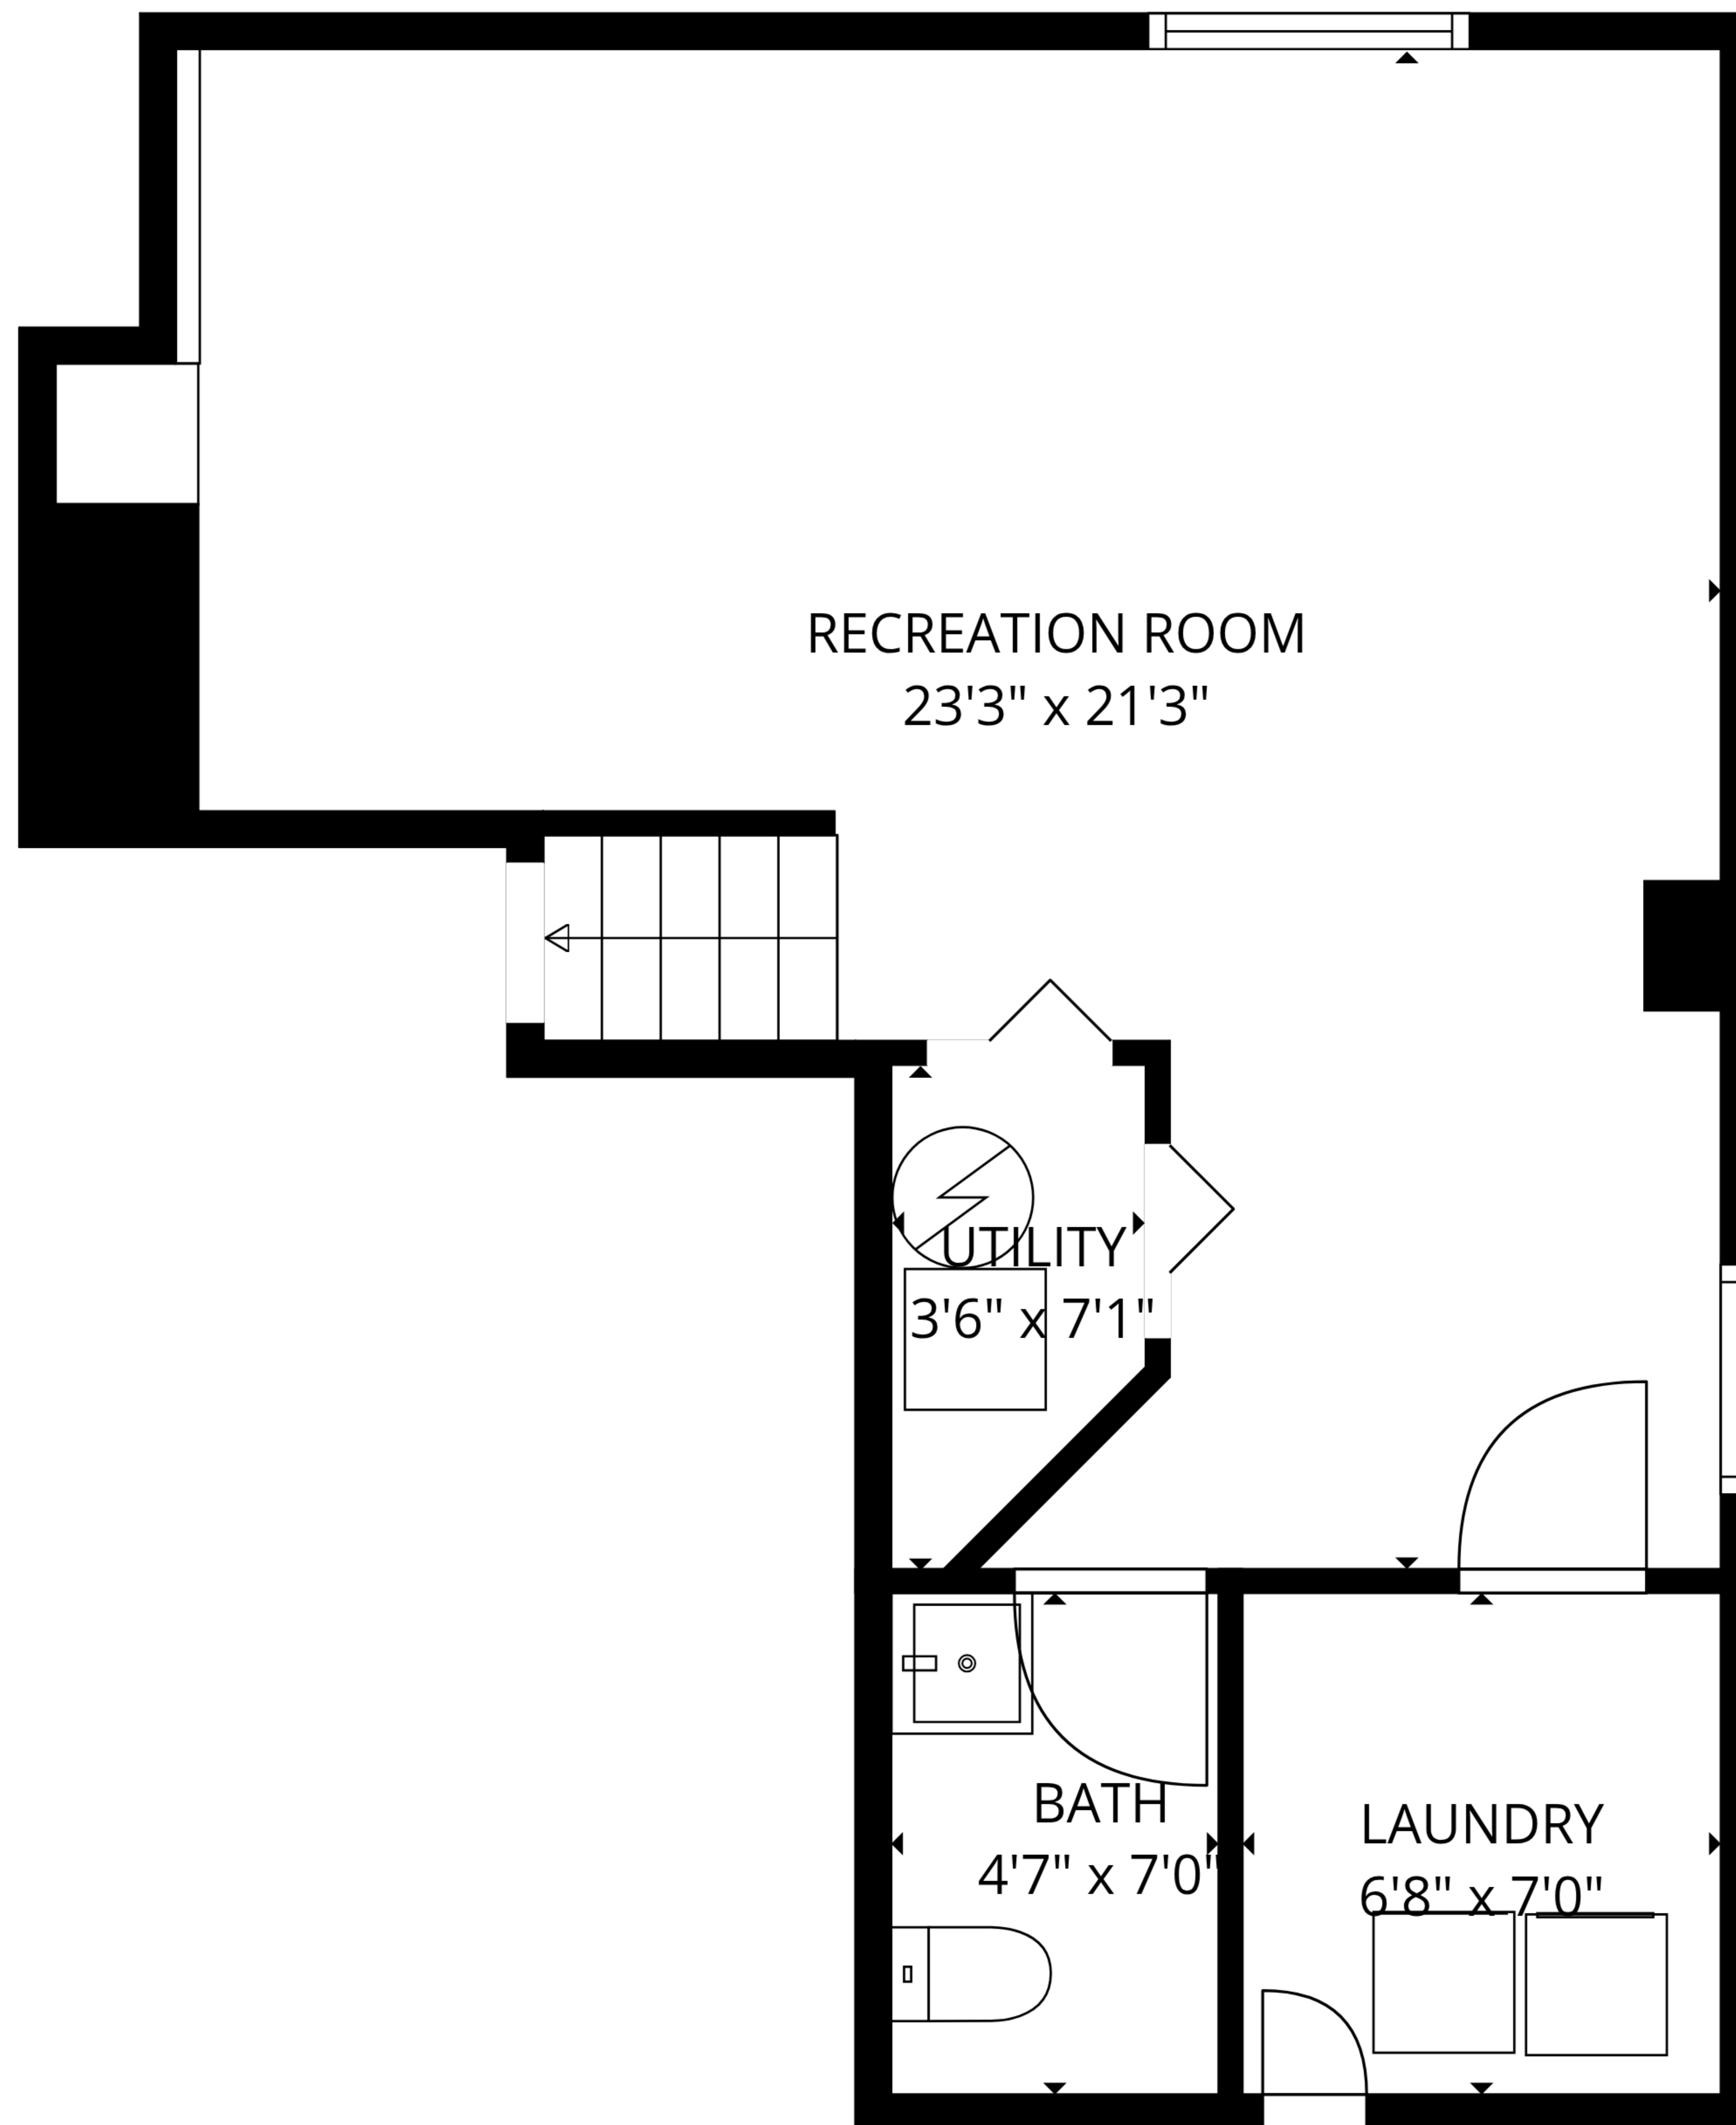 RECREATION ROOM
23'3" x 21'3"
UTILITY
3'6" x 7'1"
BATH
4'7" x 7'0"
LAUNDRY
6'8" x 7'0"